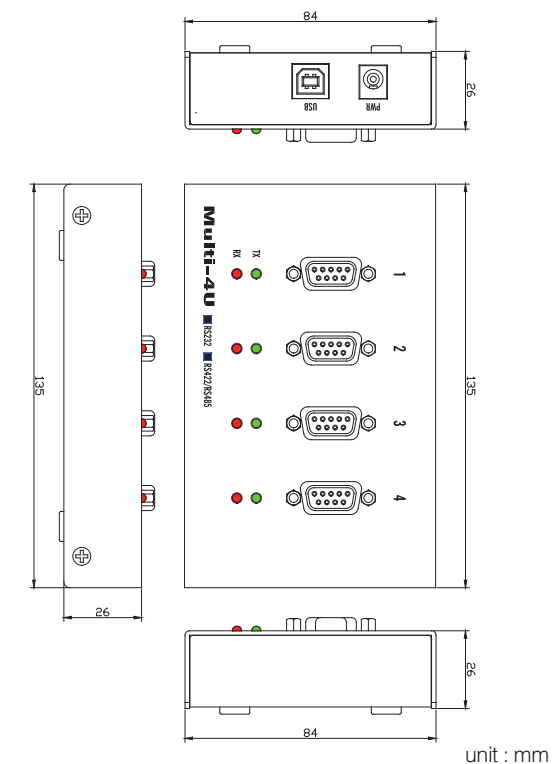 84
26
USB
PWR
Multi-4U
RS232
RS422/RS485
RX
TX
1
2
3
4
135
135
26
26
84
unit : mm